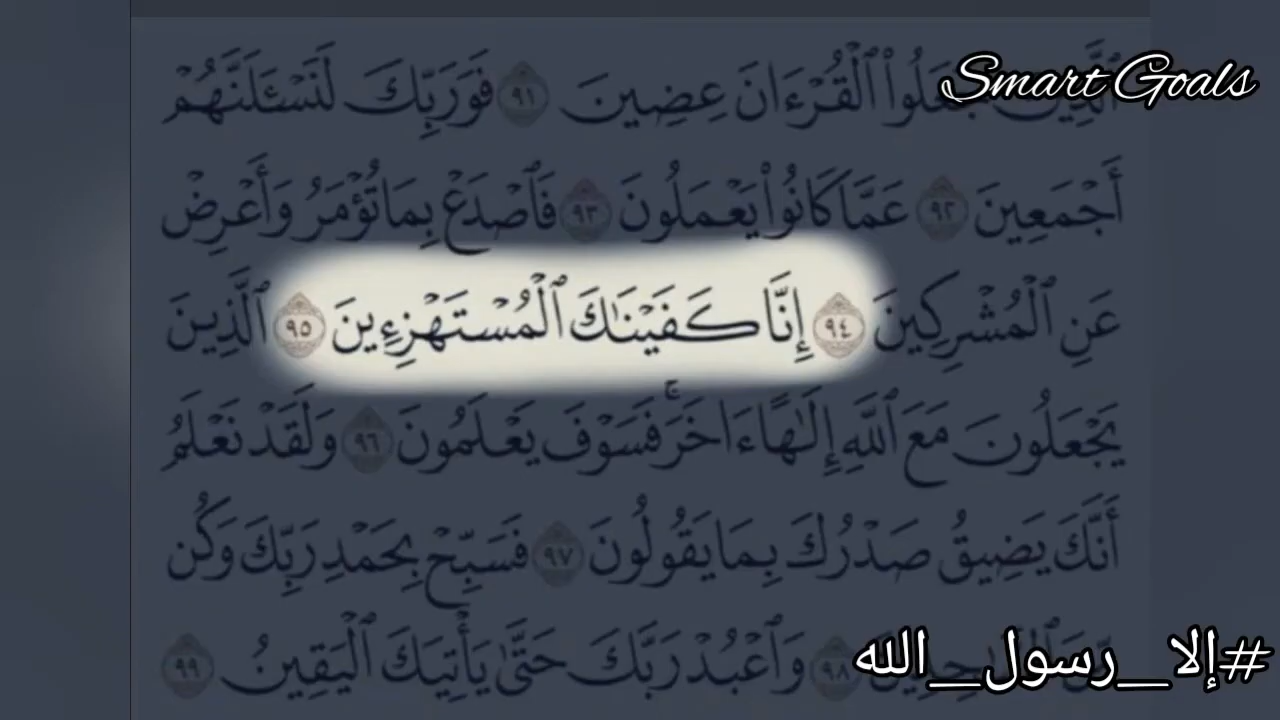 Smart Goals
ٱلَّذِينَ جَعَلُوا۟ ٱلْقُرْءَانَ عِضِينَ ٩١ فَوَرَبِّكَ لَنَسْـَٔلَنَّهُمْ
أَجْمَعِينَ ٩٢ عَمَّا كَانُوا۟ يَعْمَلُونَ ٩٣ فَٱصْدَعْ بِمَا تُؤْمَرُ وَأَعْرِضْ
عَنِ ٱلْمُشْرِكِينَ ٩٤ إِنَّا كَفَيْنَٰكَ ٱلْمُسْتَهْزِءِينَ ٩٥ ٱلَّذِينَ
يَجْعَلُونَ مَعَ ٱللَّهِ إِلَٰهًا ءَاخَرَ ۚ فَسَوْفَ يَعْلَمُونَ ٩٦ وَلَقَدْ نَعْلَمُ
أَنَّكَ يَضِيقُ صَدْرُكَ بِمَا يَقُولُونَ ٩٧ فَسَبِّحْ بِحَمْدِ رَبِّكَ وَكُن
٩٨ وَٱعْبُدْ رَبَّكَ حَتَّىٰ يَأْتِيَكَ ٱلْيَقِينُ ٩٩
#إلا_رسول_الله